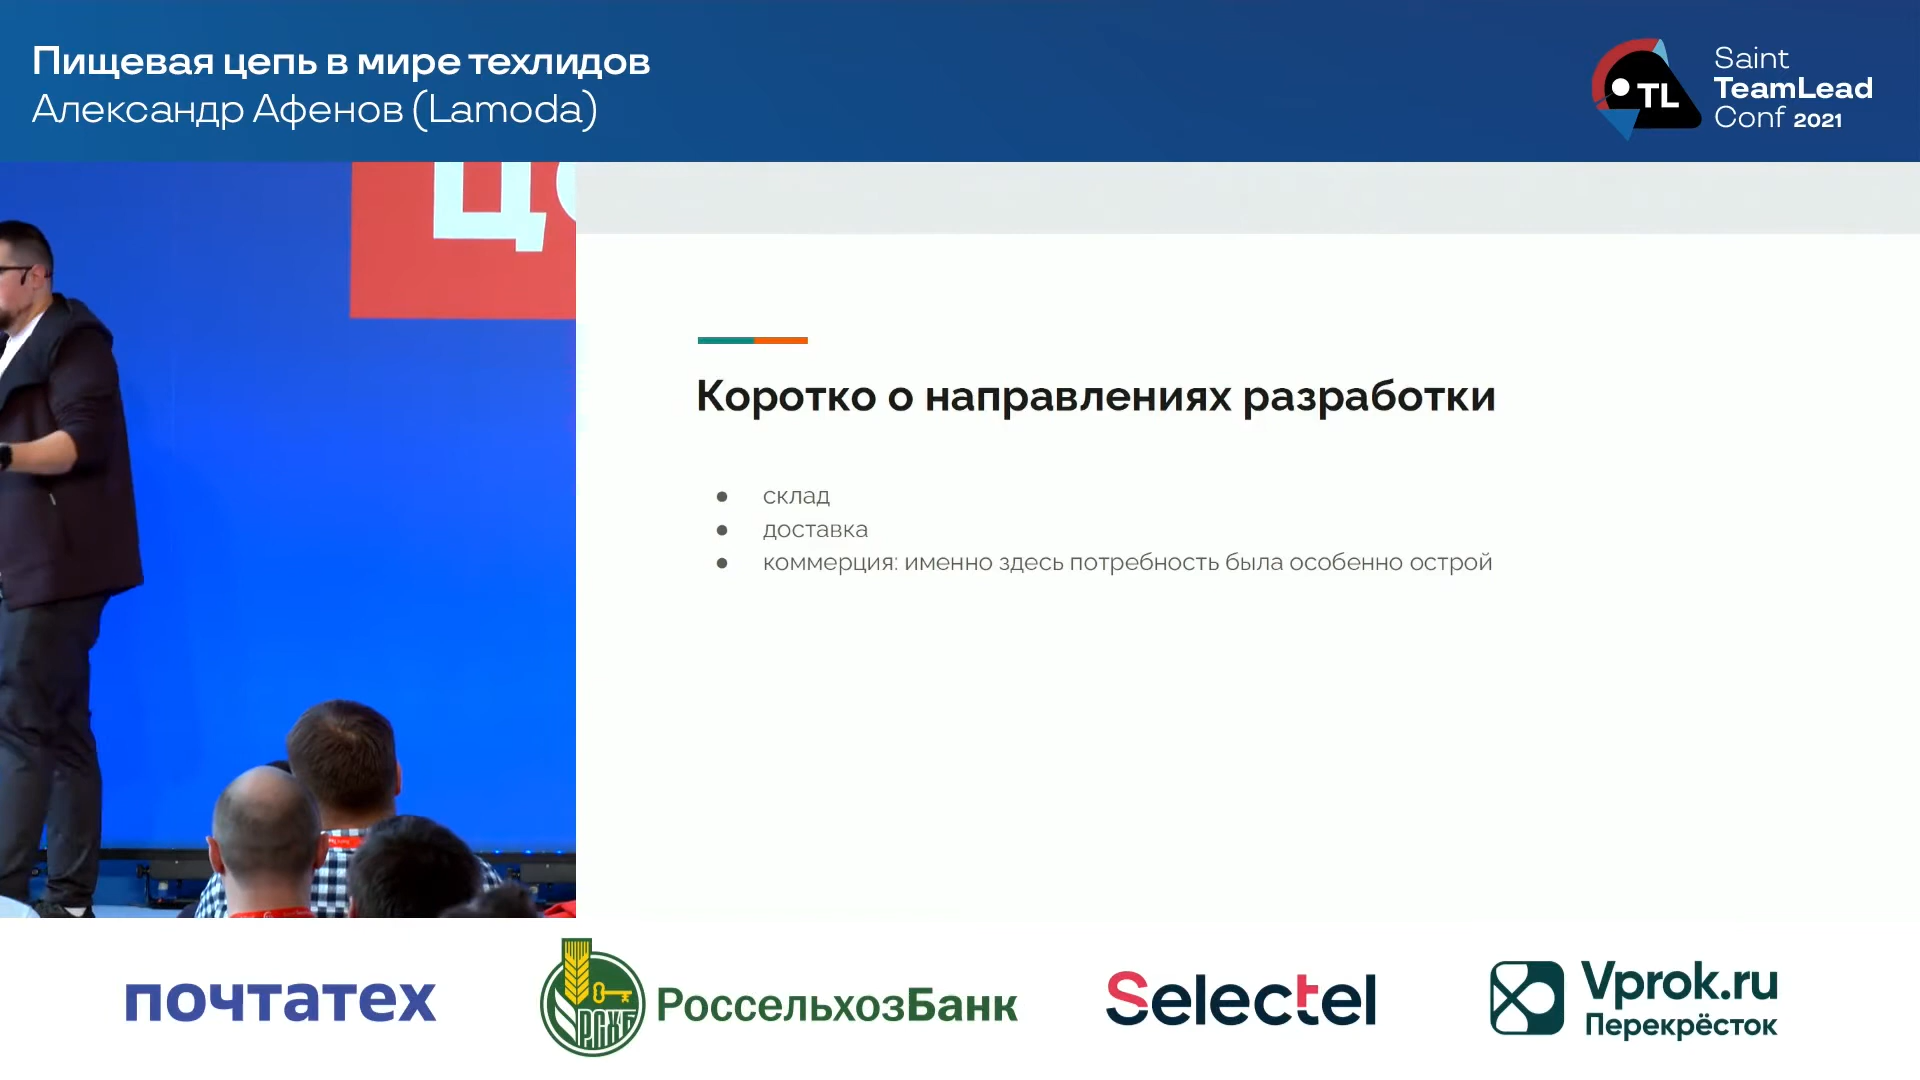 Пищевая цепь в мире техлидов
Александр Афенов (Lamoda)
TL
Saint
TeamLead
Conf 2021
Коротко о направлениях разработки
● склад
● доставка
● коммерция: именно здесь потребность была особенно острой
почтатех
РСХБ
РоссельхозБанк
Selectel
Vprok.ru
Перекрёсток